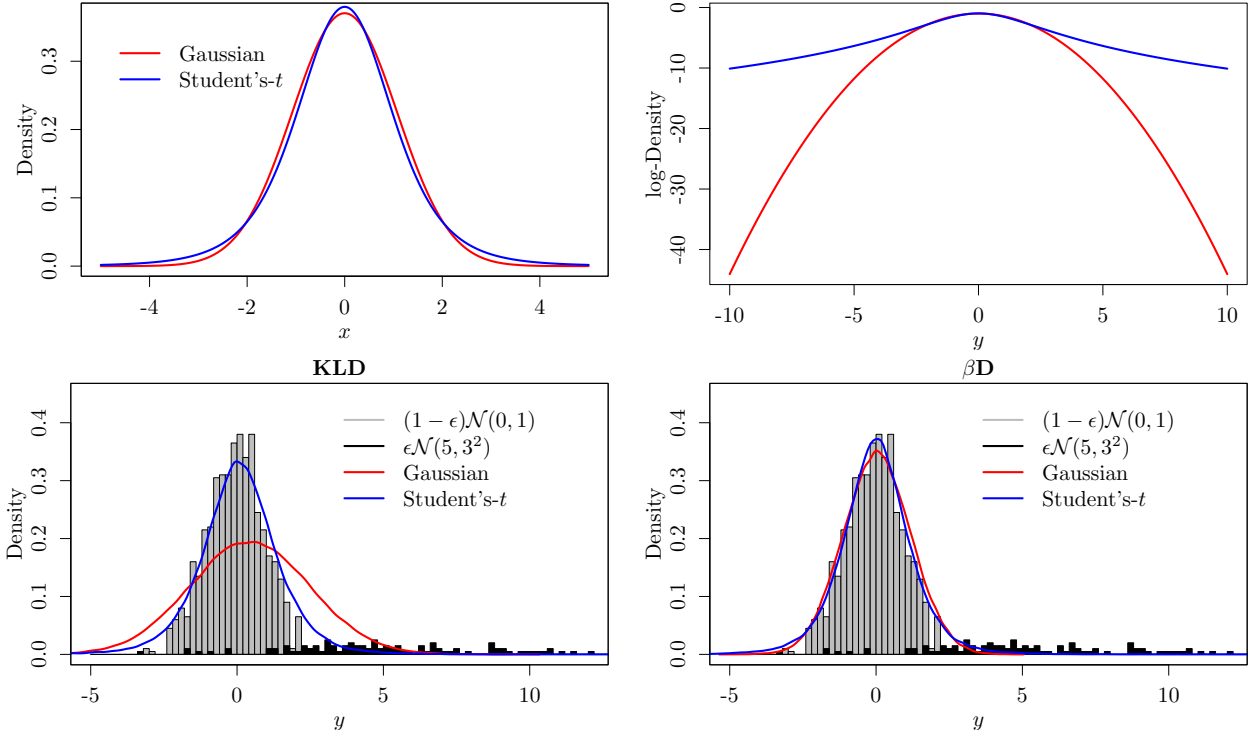 Gaussian
Student's-t
Density
0.0
0.1
0.2
0.3
-4
-2
0
2
4
x
log-Density
0
-10
-20
-30
-40
-10
-5
0
5
10
y
KLD
(1 − ϵ)𝒩(0, 1)
ϵ𝒩(5, 3²)
Gaussian
Student's-t
Density
0.0
0.1
0.2
0.3
0.4
-5
0
5
10
y
βD
(1 − ϵ)𝒩(0, 1)
ϵ𝒩(5, 3²)
Gaussian
Student's-t
Density
0.0
0.1
0.2
0.3
0.4
-5
0
5
10
y